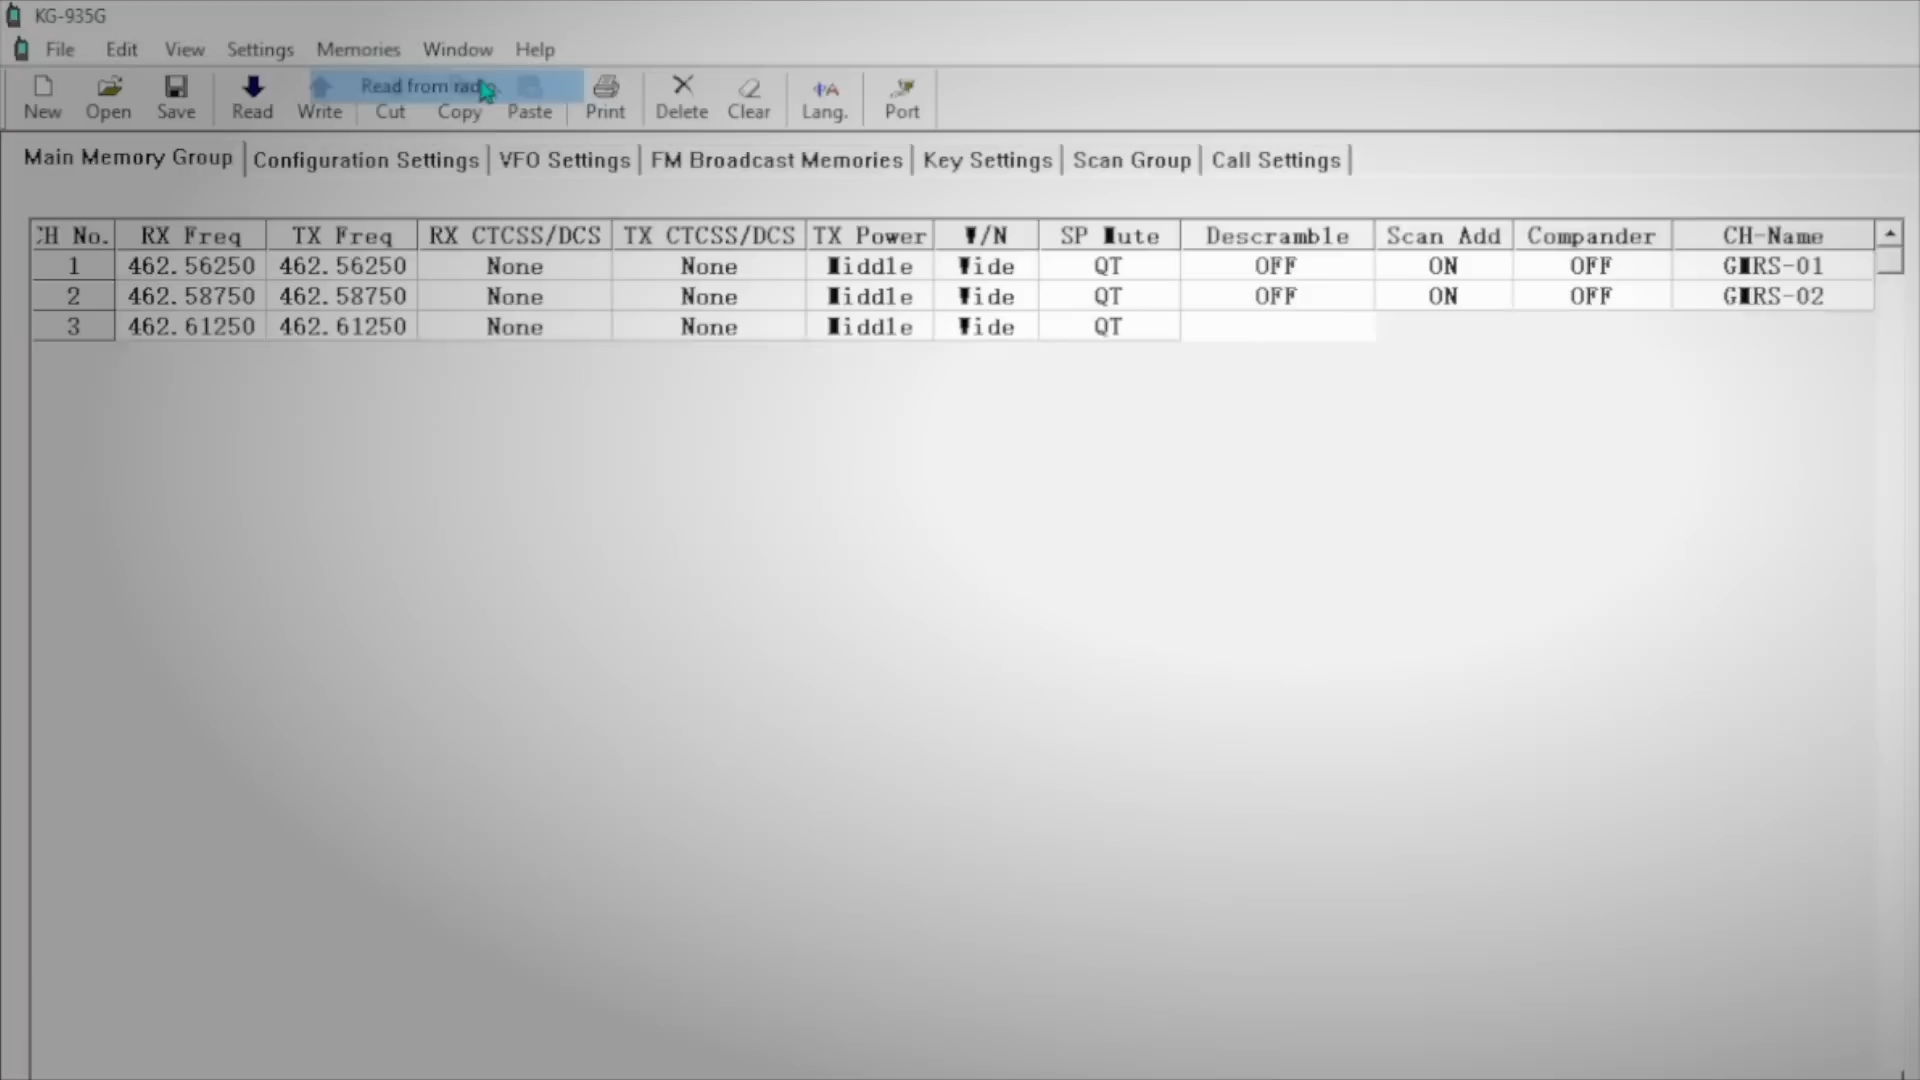 KG-935G
File Edit View Settings Memories Window Help
Read from
New Open Save Read Write Cut Copy Paste Print Delete Clear Lang. Port
Main Memory Group Configuration Settings VFO Settings FM Broadcast Memories Key Settings Scan Group Call Settings
CH No. RX Freq TX Freq RX CTCSS/DCS TX CTCSS/DCS TX Power W/N SP Mute Descramble Scan Add Compander CH-Name
1 462.56250 462.56250 None None Middle Wide QT OFF ON OFF GMRS-01
2 462.58750 462.58750 None None Middle Wide QT OFF ON OFF GMRS-02
3 462.61250 462.61250 None None Middle Wide QT